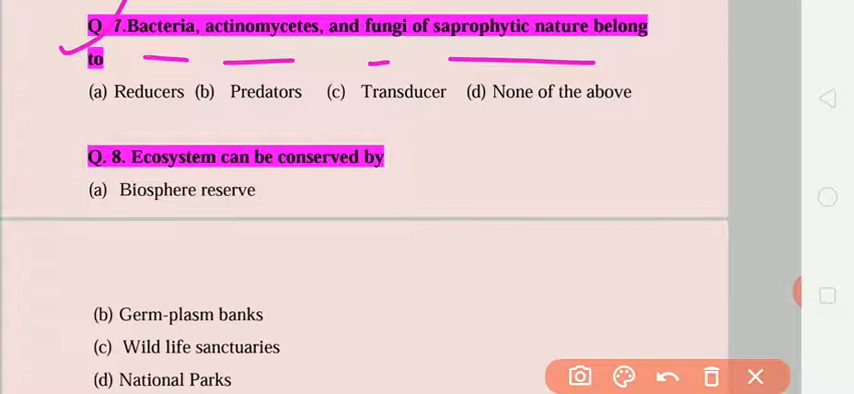 Q. 7.Bacteria, actinomycetes, and fungi of saprophytic nature belong
to
(a) Reducers (b) Predators (c) Transducer (d) None of the above
Q. 8. Ecosystem can be conserved by
(a) Biosphere reserve
(b) Germ-plasm banks
(c) Wild life sanctuaries
(d) National Parks